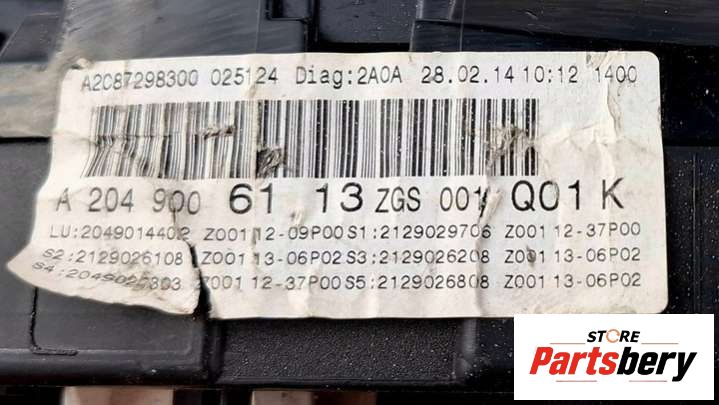 A2C87298300 025124 Diag:2A0A 28.02.14 10:12 1400
A 204 900 61 13 ZGS 001 Q01 K
LU:2049014402 Z001 12-09P00 S1:2129029706 Z001 12-37P00
S2:2129026108 Z001 13-06P02 S3:2129026208 Z001 13-06P02
S4: Z001 12-37P00 S5:2129026808 Z001 13-06P02
STORE
Partsbery